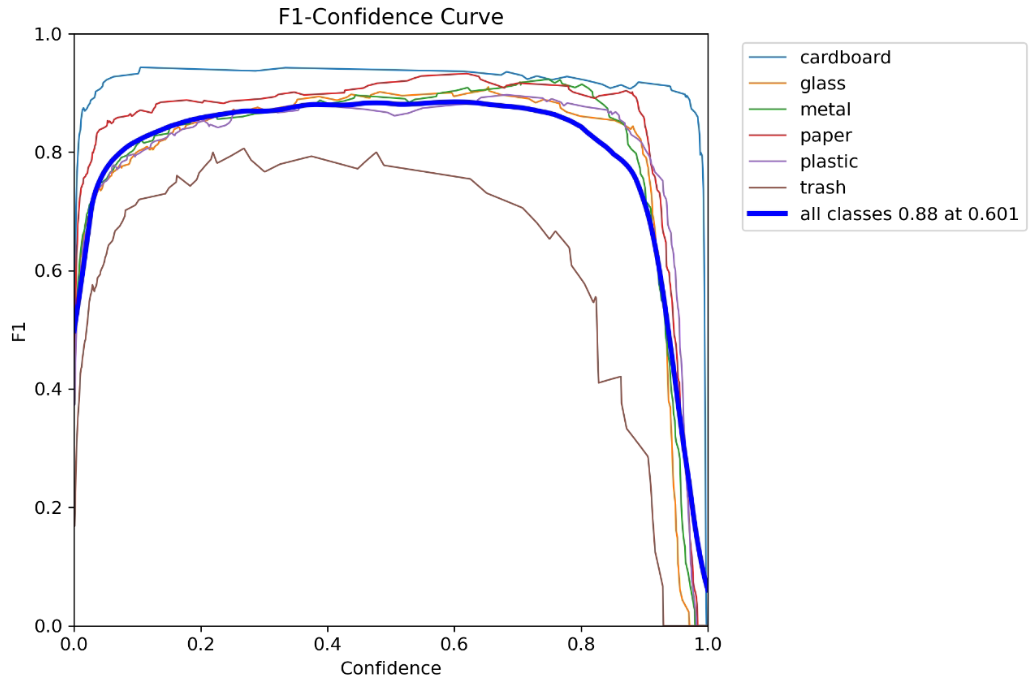 F1-Confidence Curve
1.0
0.8
0.6
0.4
0.2
0.0
F1
0.0 0.2 0.4 0.6 0.8 1.0
Confidence
cardboard
glass
metal
paper
plastic
trash
all classes 0.88 at 0.601